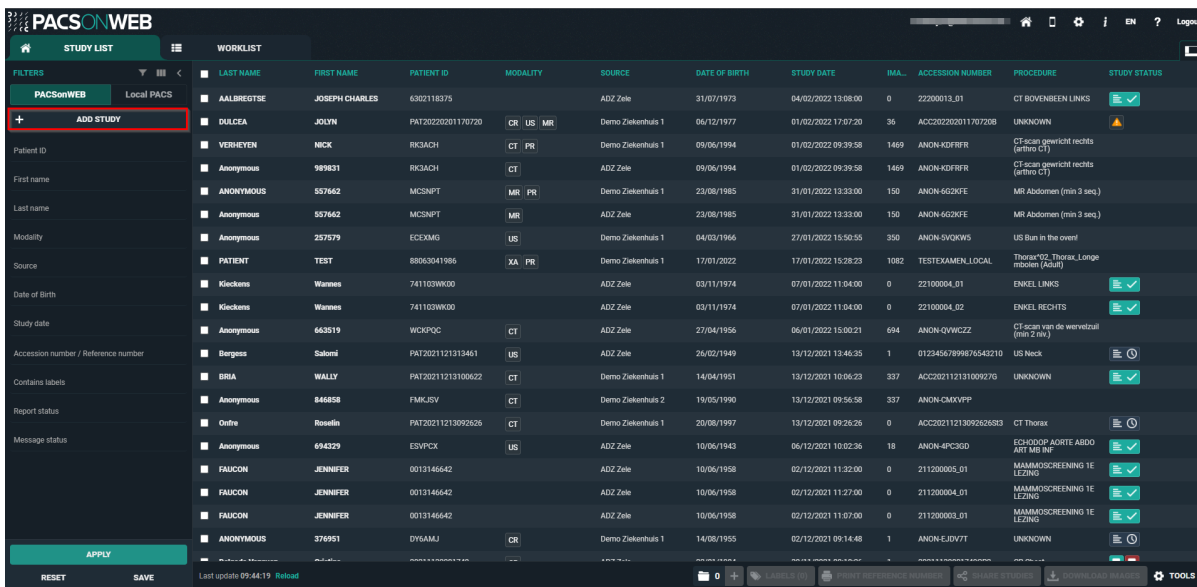 PACSONWEB
EN ? Logou
STUDY LIST WORKLIST
FILTERS
PACSonWEB Local PACS
+ ADD STUDY
Patient ID
First name
Last name
Modality
Source
Date of Birth
Study date
Accession number / Reference number
Contains labels
Report status
Message status
APPLY
RESET SAVE
LAST NAME FIRST NAME PATIENT ID MODALITY SOURCE DATE OF BIRTH STUDY DATE IMA... ACCESSION NUMBER PROCEDURE STUDY STATUS
AALBREGTSE JOSEPH CHARLES 6302118375 ADZ Zele 31/07/1973 04/02/2022 13:08:00 0 22200013_01 CT BOVENBEEN LINKS
DULCEA JOLYN PAT20220201170720 CR US MR Demo Ziekenhuis 1 06/12/1977 01/02/2022 17:07:20 36 ACC20220201170720B UNKNOWN
VERHEYEN NICK RK3ACH CT PR Demo Ziekenhuis 1 09/06/1994 01/02/2022 09:39:58 1469 ANON-KDFRFR CT-scan gewricht rechts
(arthro CT)
Anonymous 989831 RK3ACH CT ADZ Zele 09/06/1994 01/02/2022 09:39:58 1469 ANON-KDFRFR CT-scan gewricht rechts
(arthro CT)
ANONYMOUS 557662 MCSNPT MR PR Demo Ziekenhuis 1 23/08/1985 31/01/2022 13:33:00 150 ANON-6G2KFE MR Abdomen (min 3 seq.)
Anonymous 557662 MCSNPT MR ADZ Zele 23/08/1985 31/01/2022 13:33:00 150 ANON-6G2KFE MR Abdomen (min 3 seq.)
Anonymous 257579 ECEXMG US Demo Ziekenhuis 1 04/03/1966 27/01/2022 15:50:55 350 ANON-5VQKW5 US Bun in the oven!
PATIENT TEST 88063041986 XA PR Demo Ziekenhuis 1 17/01/2022 17/01/2022 15:28:23 1082 TESTEXAMEN_LOCAL Thorax^02_Thorax_Longe
mbolen (Adult)
Kieckens Wannes 741103WK00 ADZ Zele 03/11/1974 07/01/2022 11:04:00 0 22100004_01 ENKEL LINKS
Kieckens Wannes 741103WK00 ADZ Zele 03/11/1974 07/01/2022 11:04:00 0 22100004_02 ENKEL RECHTS
Anonymous 663519 WCKPQC CT ADZ Zele 27/04/1956 06/01/2022 15:00:21 694 ANON-QVWCZZ CT-scan van de wervelzuil
(min 2 niv.)
Bergess Salomi PAT2021121313461 US ADZ Zele 26/02/1949 13/12/2021 13:46:35 1 01234567899876543210 US Neck
BRIA WALLY PAT20211213100622 CT Demo Ziekenhuis 1 14/04/1951 13/12/2021 10:06:23 337 ACC20211213100927G UNKNOWN
Anonymous 846858 FMKJSV CT Demo Ziekenhuis 2 19/05/1990 13/12/2021 09:56:58 337 ANON-CMXVPP
Onfre Roselin PAT20211213092626 CT Demo Ziekenhuis 1 20/08/1997 13/12/2021 09:26:26 0 ACC20211213092626St3 CT Thorax
Anonymous 694329 ESVPCX US ADZ Zele 10/06/1943 06/12/2021 10:02:36 18 ANON-4PC3GD ECHODOP AORTE ABDO
ART MB INF
FAUCON JENNIFER 0013146642 ADZ Zele 10/06/1958 02/12/2021 11:32:00 0 211200005_01 MAMMOSCREENING 1E
LEZING
FAUCON JENNIFER 0013146642 ADZ Zele 10/06/1958 02/12/2021 11:27:00 0 211200004_01 MAMMOSCREENING 1E
LEZING
FAUCON JENNIFER 0013146642 ADZ Zele 10/06/1958 02/12/2021 11:07:00 0 211200003_01 MAMMOSCREENING 1E
LEZING
ANONYMOUS 376951 DY6AMJ CR Demo Ziekenhuis 1 14/08/1955 02/12/2021 09:14:48 1 ANON-EJDV7T UNKNOWN
Last update 09:44:19 Reload 0 + LABELS (0) PRINT REFERENCE NUMBER SHARE STUDIES DOWNLOAD IMAGES TOOLS